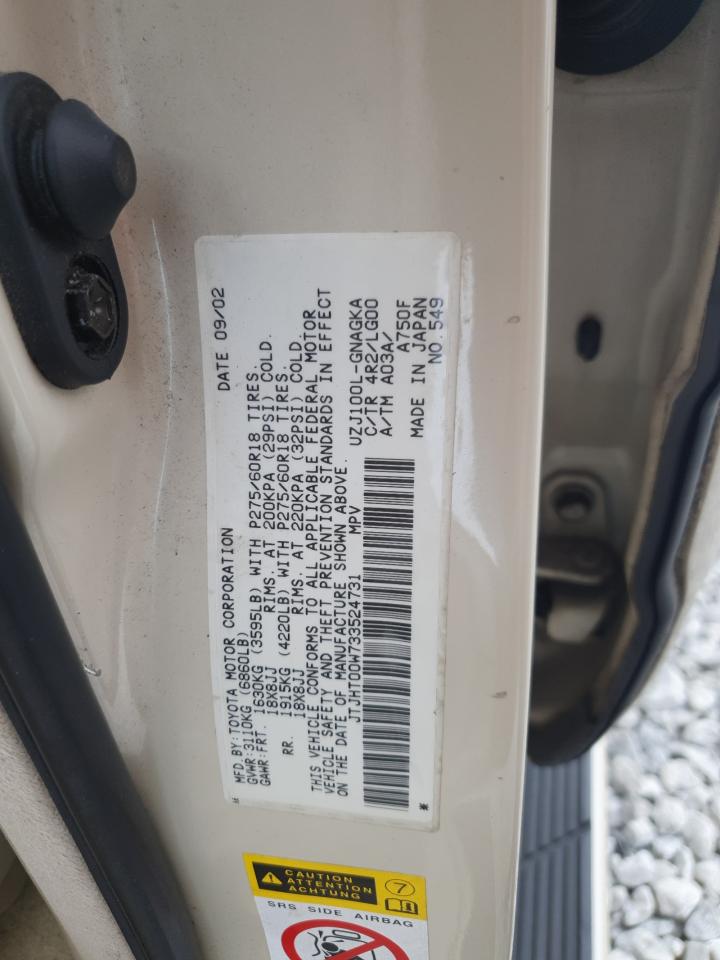 MFD.BY:TOYOTA MOTOR CORPORATION DATE 09/02
GVWR:3110KG (6860LB)
GAWR:FRT. 1630KG (3595LB) WITH P275/60R18 TIRES.
18X8JJ RIMS. AT 200KPA (29PSI) COLD.
RR. 1915KG (4220LB) WITH P275/60R18 TIRES.
18X8JJ RIMS. AT 220KPA (32PSI) COLD.
THIS VEHICLE CONFORMS TO ALL APPLICABLE FEDERAL MOTOR
VEHICLE SAFETY AND THEFT PREVENTION STANDARDS IN EFFECT
ON THE DATE OF MANUFACTURE SHOWN ABOVE.
JTJHT00W733524731 MPV
UZJ100L-GNAGKA
C/TR 4R2/LG00
A/TM A03A/
A750F
MADE IN JAPAN
NO.549
CAUTION
ATTENTION
ACHTUNG
7
SRS SIDE AIRBAG